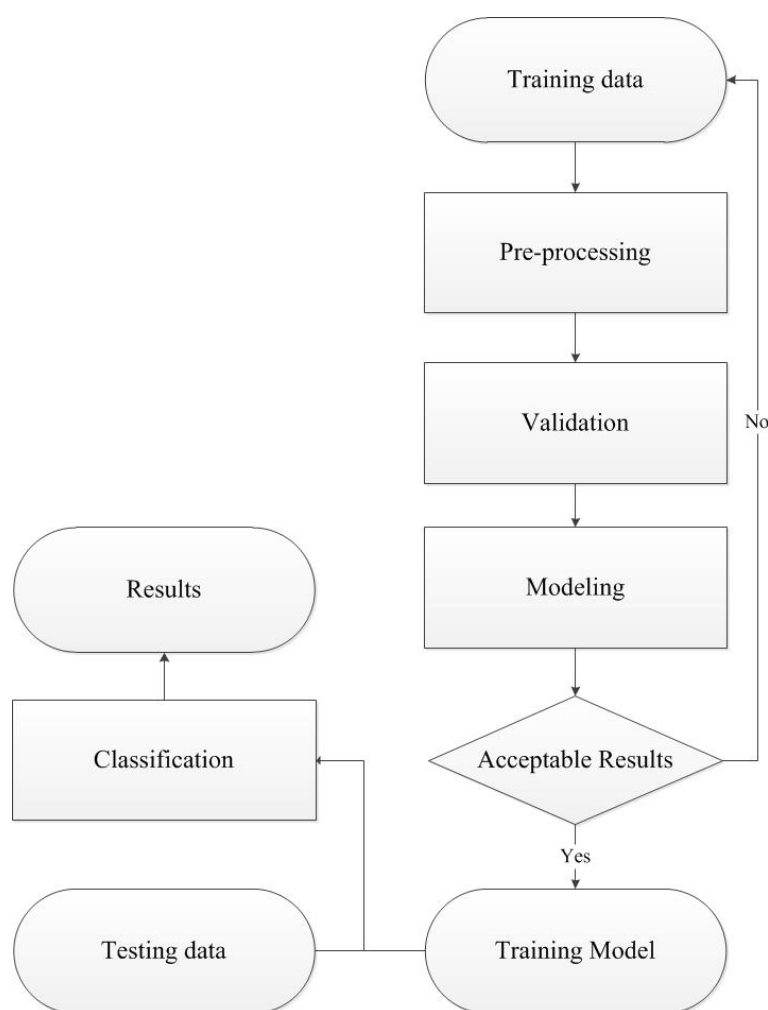 Training data
Pre-processing
Validation
No
Modeling
Results
Classification
Acceptable Results
Yes
Testing data
Training Model